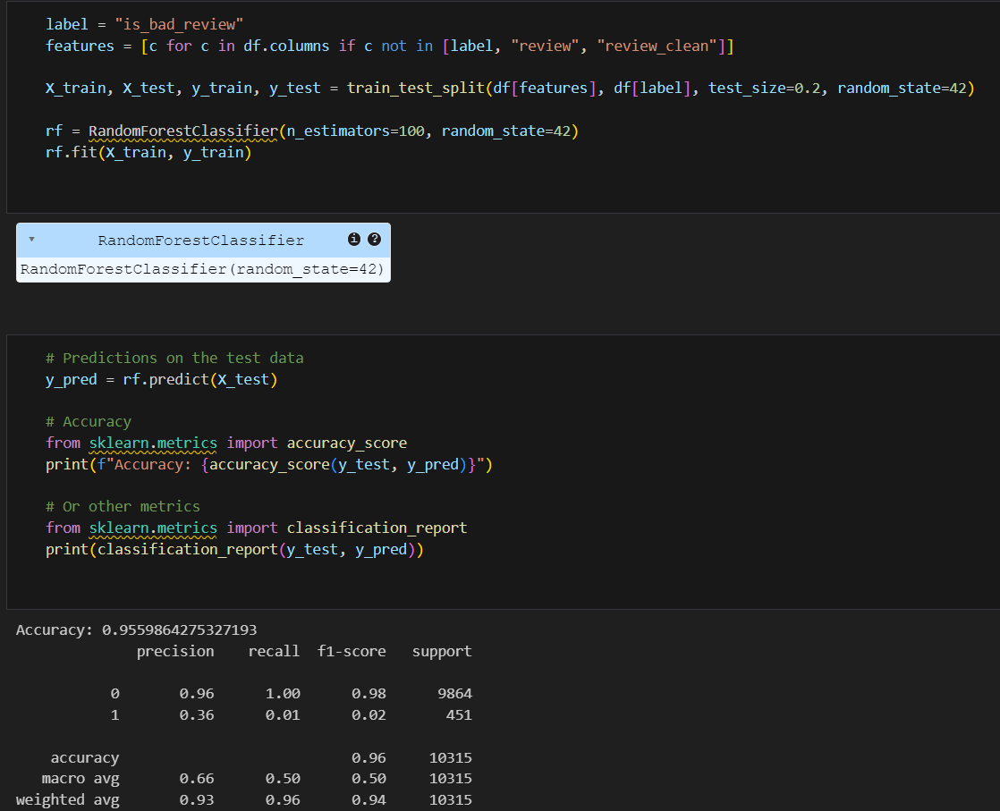 label = "is_bad_review"
features = [c for c in df.columns if c not in [label, "review", "review_clean"]]
X_train, X_test, y_train, y_test = train_test_split(df[features], df[label], test_size=0.2, random_state=42)
rf = RandomForestClassifier(n_estimators=100, random_state=42)
rf.fit(X_train, y_train)
RandomForestClassifier i ?
RandomForestClassifier(random_state=42)
# Predictions on the test data
y_pred = rf.predict(X_test)
# Accuracy
from sklearn.metrics import accuracy_score
print(f"Accuracy: {accuracy_score(y_test, y_pred)}")
# Or other metrics
from sklearn.metrics import classification_report
print(classification_report(y_test, y_pred))
Accuracy: 0.9559864275327193
precision recall f1-score support
0 0.96 1.00 0.98 9864
1 0.36 0.01 0.02 451
accuracy 0.96 10315
macro avg 0.66 0.50 0.50 10315
weighted avg 0.93 0.96 0.94 10315